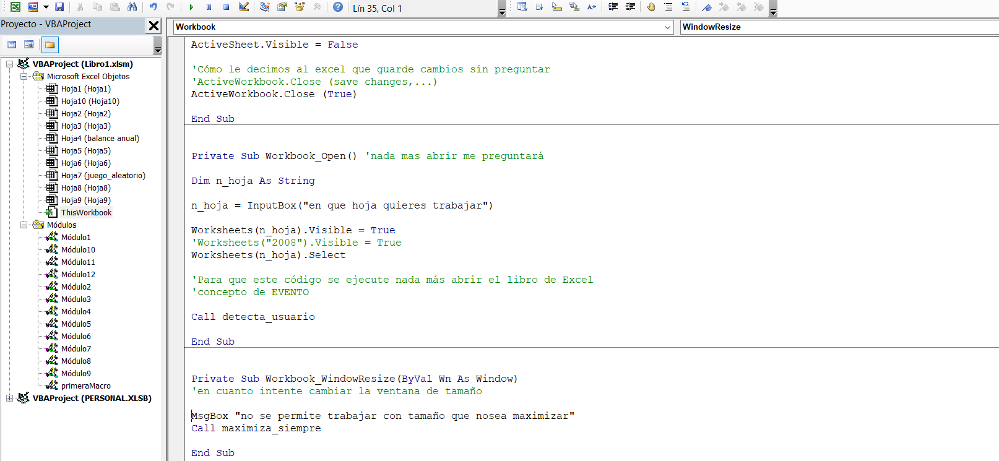 Lín 35, Col 1
Proyecto - VBAProject
Workbook
WindowResize
VBAProject (Libro1.xlsm)
Microsoft Excel Objetos
Hoja1 (Hoja1)
Hoja10 (Hoja10)
Hoja2 (Hoja2)
Hoja3 (Hoja3)
Hoja4 (balance anual)
Hoja5 (Hoja5)
Hoja6 (Hoja6)
Hoja7 (juego_aleatorio)
Hoja8 (Hoja8)
Hoja9 (Hoja9)
ThisWorkbook
Módulos
Módulo1
Módulo10
Módulo11
Módulo12
Módulo2
Módulo3
Módulo4
Módulo5
Módulo6
Módulo7
Módulo8
Módulo9
primeraMacro
VBAProject (PERSONAL.XLSB)
ActiveSheet.Visible = False
'Cómo le decimos al excel que guarde cambios sin preguntar
'ActiveWorkbook.Close (save changes,...)
ActiveWorkbook.Close (True)
End Sub
Private Sub Workbook_Open() 'nada mas abrir me preguntará
Dim n_hoja As String
n_hoja = InputBox("en que hoja quieres trabajar")
Worksheets(n_hoja).Visible = True
'Worksheets("2008").Visible = True
Worksheets(n_hoja).Select
'Para que este código se ejecute nada más abrir el libro de Excel
'concepto de EVENTO
Call detecta_usuario
End Sub
Private Sub Workbook_WindowResize(ByVal Wn As Window)
'en cuanto intente cambiar la ventana de tamaño
MsgBox "no se permite trabajar con tamaño que nosea maximizar"
Call maximiza_siempre
End Sub